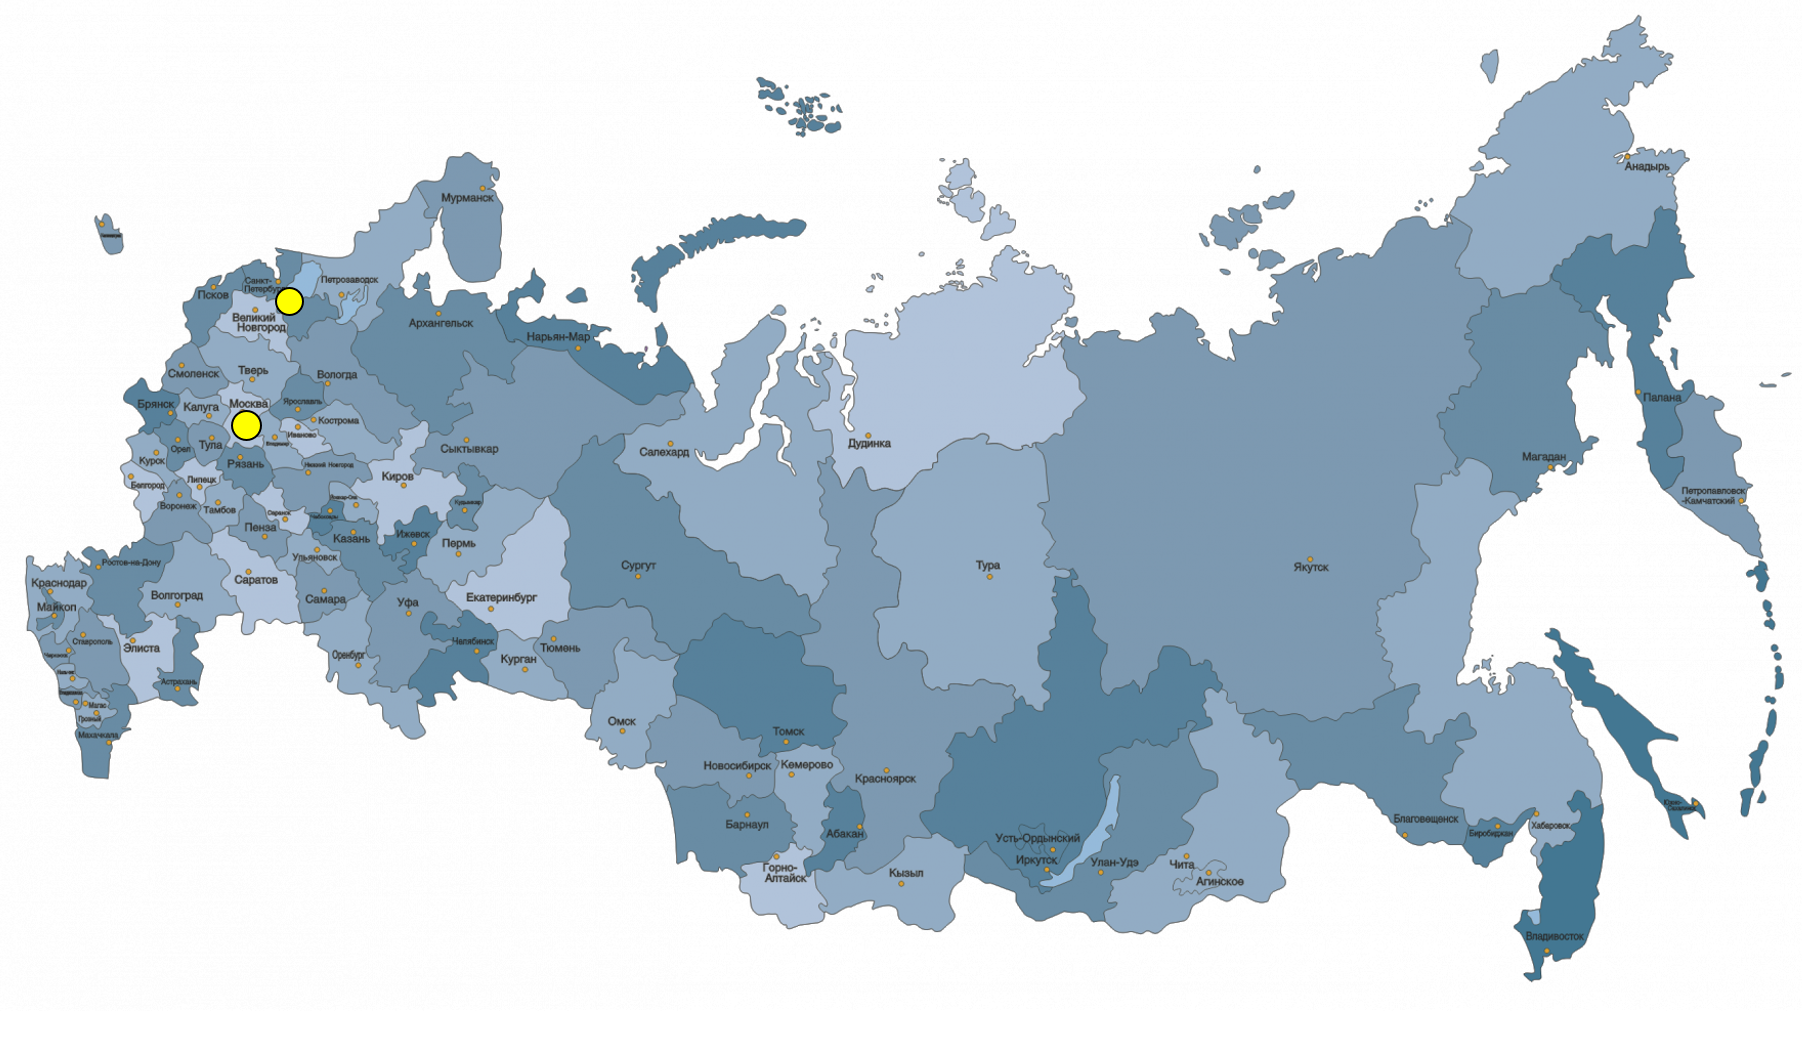 Анадырь
Мурманск
Петрозаводск
Санкт-
Петербург
Псков
Великий
Новгород
Архангельск
Нарьян-Мар
Смоленск
Тверь
Вологда
Палана
Брянск
Калуга
Москва
Ярославль
Кострома
Иваново
Владимир
Орел
Тула
Сыктывкар
Салехард
Дудинка
Курск
Рязань
Нижний Новгород
Магадан
Белгород
Липецк
Киров
Петропавловск
-Камчатский
Воронеж
Тамбов
Саранск
Йошкар-Ола
Кудымкар
Чебоксары
Пенза
Казань
Ижевск
Пермь
Ульяновск
Ростов-на-Дону
Сургут
Тура
Якутск
Краснодар
Саратов
Волгоград
Самара
Уфа
Екатеринбург
Майкоп
Ставрополь
Элиста
Челябинск
Тюмень
Оренбург
Курган
Черкесск
Нальчик
Астрахань
Владикавказ
Магас
Грозный
Омск
Махачкала
Томск
Новосибирск
Кемерово
Красноярск
Южно-
Сахалинск
Барнаул
Абакан
Усть-Ордынский
Благовещенск
Биробиджан
Хабаровск
Горно-
Алтайск
Кызыл
Иркутск
Улан-Удэ
Чита
Агинское
Владивосток